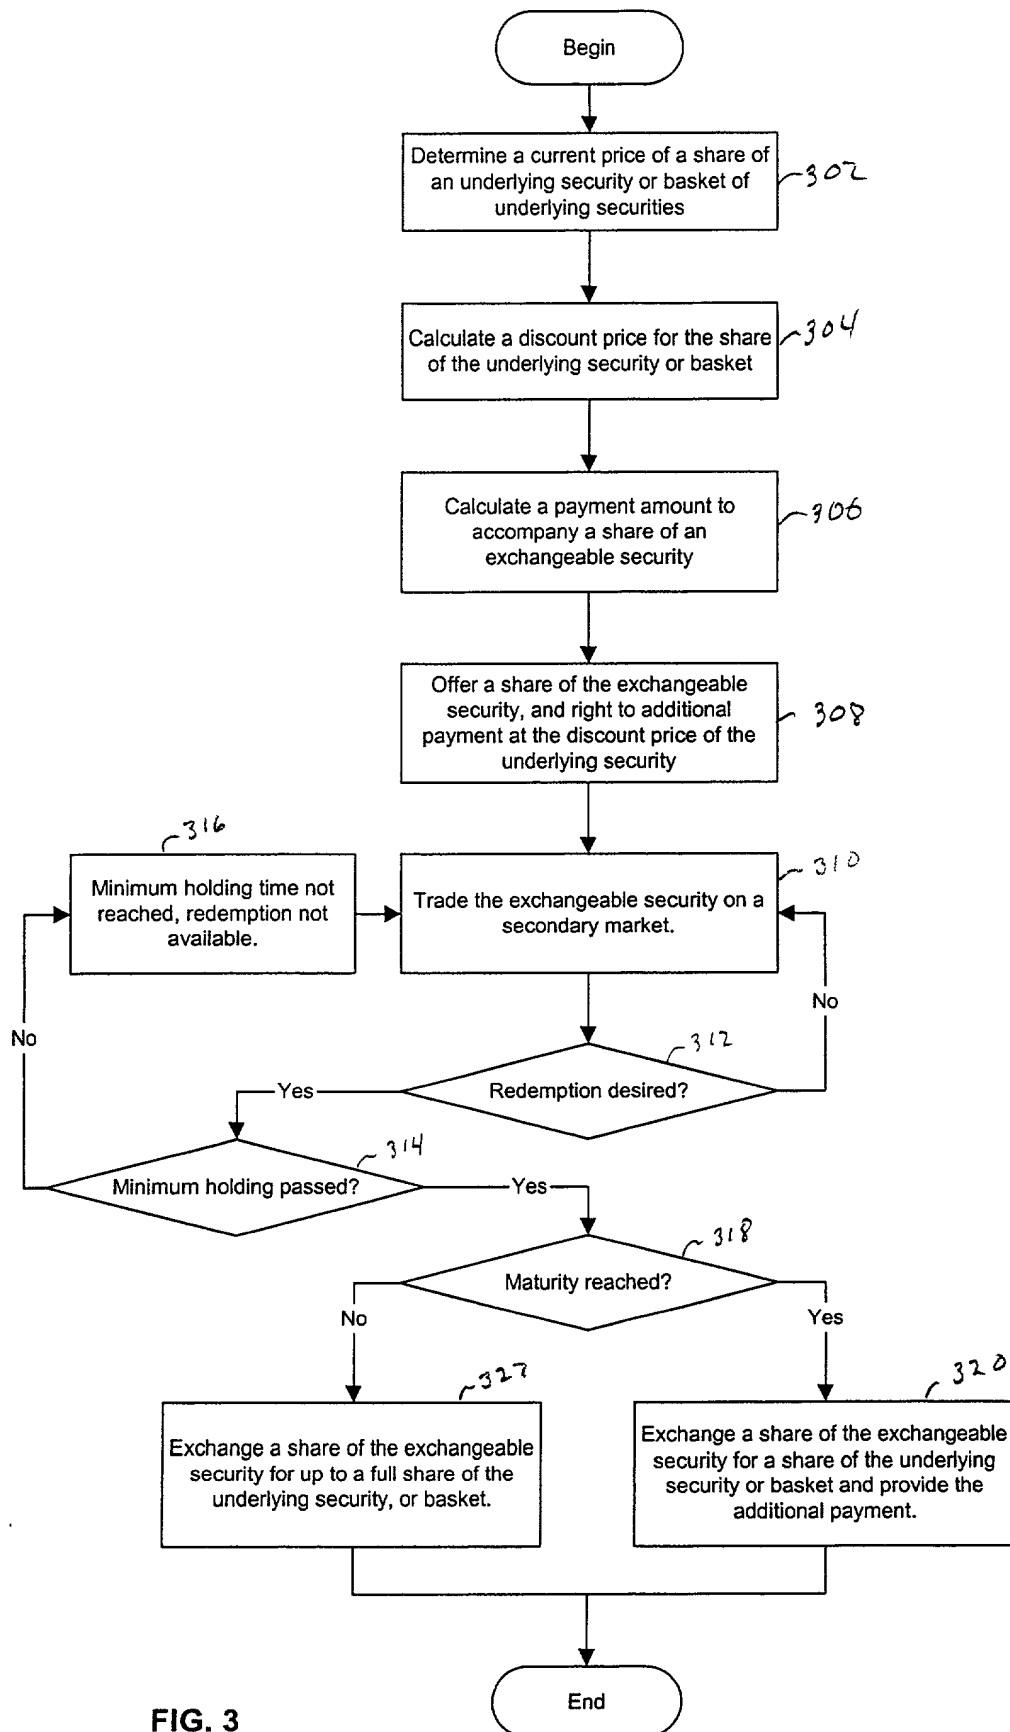 Begin
Determine a current price of a share of
an underlying security or basket of
underlying securities
302
Calculate a discount price for the share
of the underlying security or basket
304
Calculate a payment amount to
accompany a share of an
exchangeable security
306
Offer a share of the exchangeable
security, and right to additional
payment at the discount price of the
underlying security
308
316
Minimum holding time not
reached, redemption not
available.
310
Trade the exchangeable security on a
secondary market.
No
No
312
Redemption desired?
Yes
314
Minimum holding passed?
Yes
318
Maturity reached?
No
Yes
327
Exchange a share of the exchangeable
security for up to a full share of the
underlying security, or basket.
320
Exchange a share of the exchangeable
security for a share of the underlying
security or basket and provide the
additional payment.
End
FIG. 3